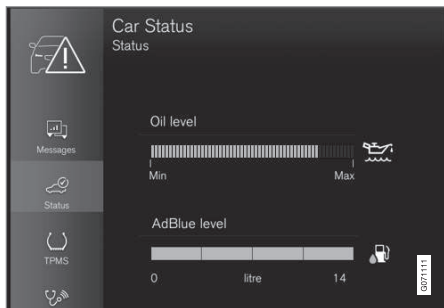 Car Status
Status
Messages
Status
TPMS
Oil level
Min Max
AdBlue level
0 litre 14
G071111